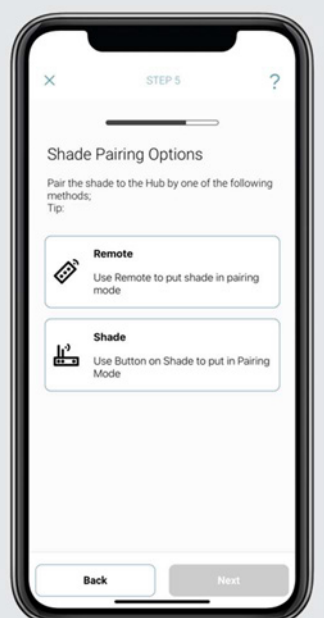 STEP 5
?
Shade Pairing Options
Pair the shade to the Hub by one of the following
methods;
Tip:
Remote
Use Remote to put shade in pairing
mode
Shade
Use Button on Shade to put in Pairing
Mode
Back
Next